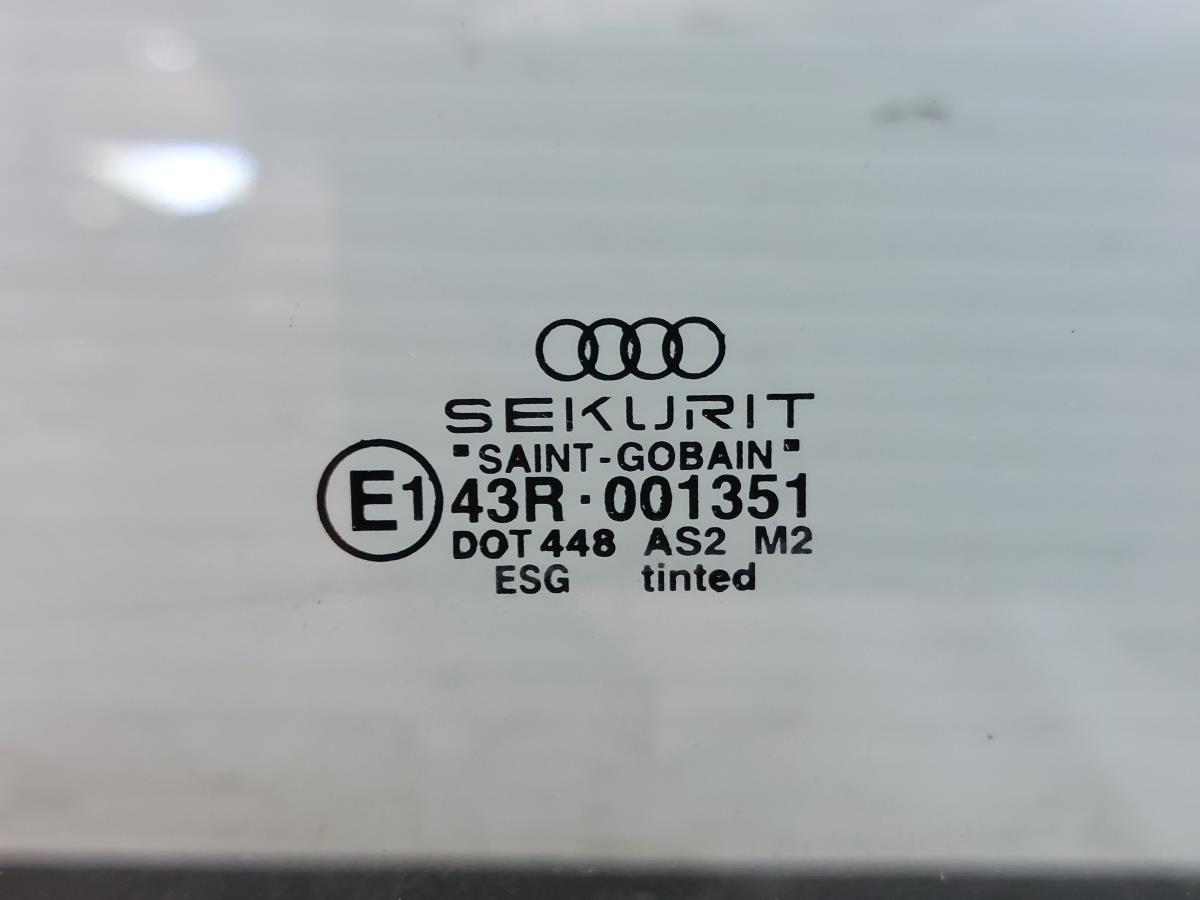 SEKURIT
"SAINT-GOBAIN"
E1 43R·001351
DOT 448 AS2 M2
ESG tinted